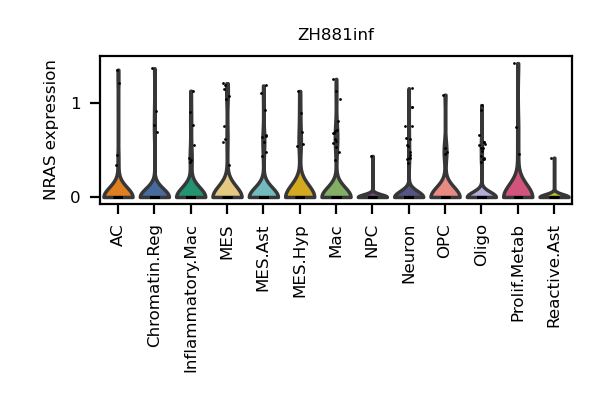 ZH881inf
NRAS expression
1
0
AC
Chromatin.Reg
Inflammatory.Mac
MES
MES.Ast
MES.Hyp
Mac
NPC
Neuron
OPC
Oligo
Prolif.Metab
Reactive.Ast